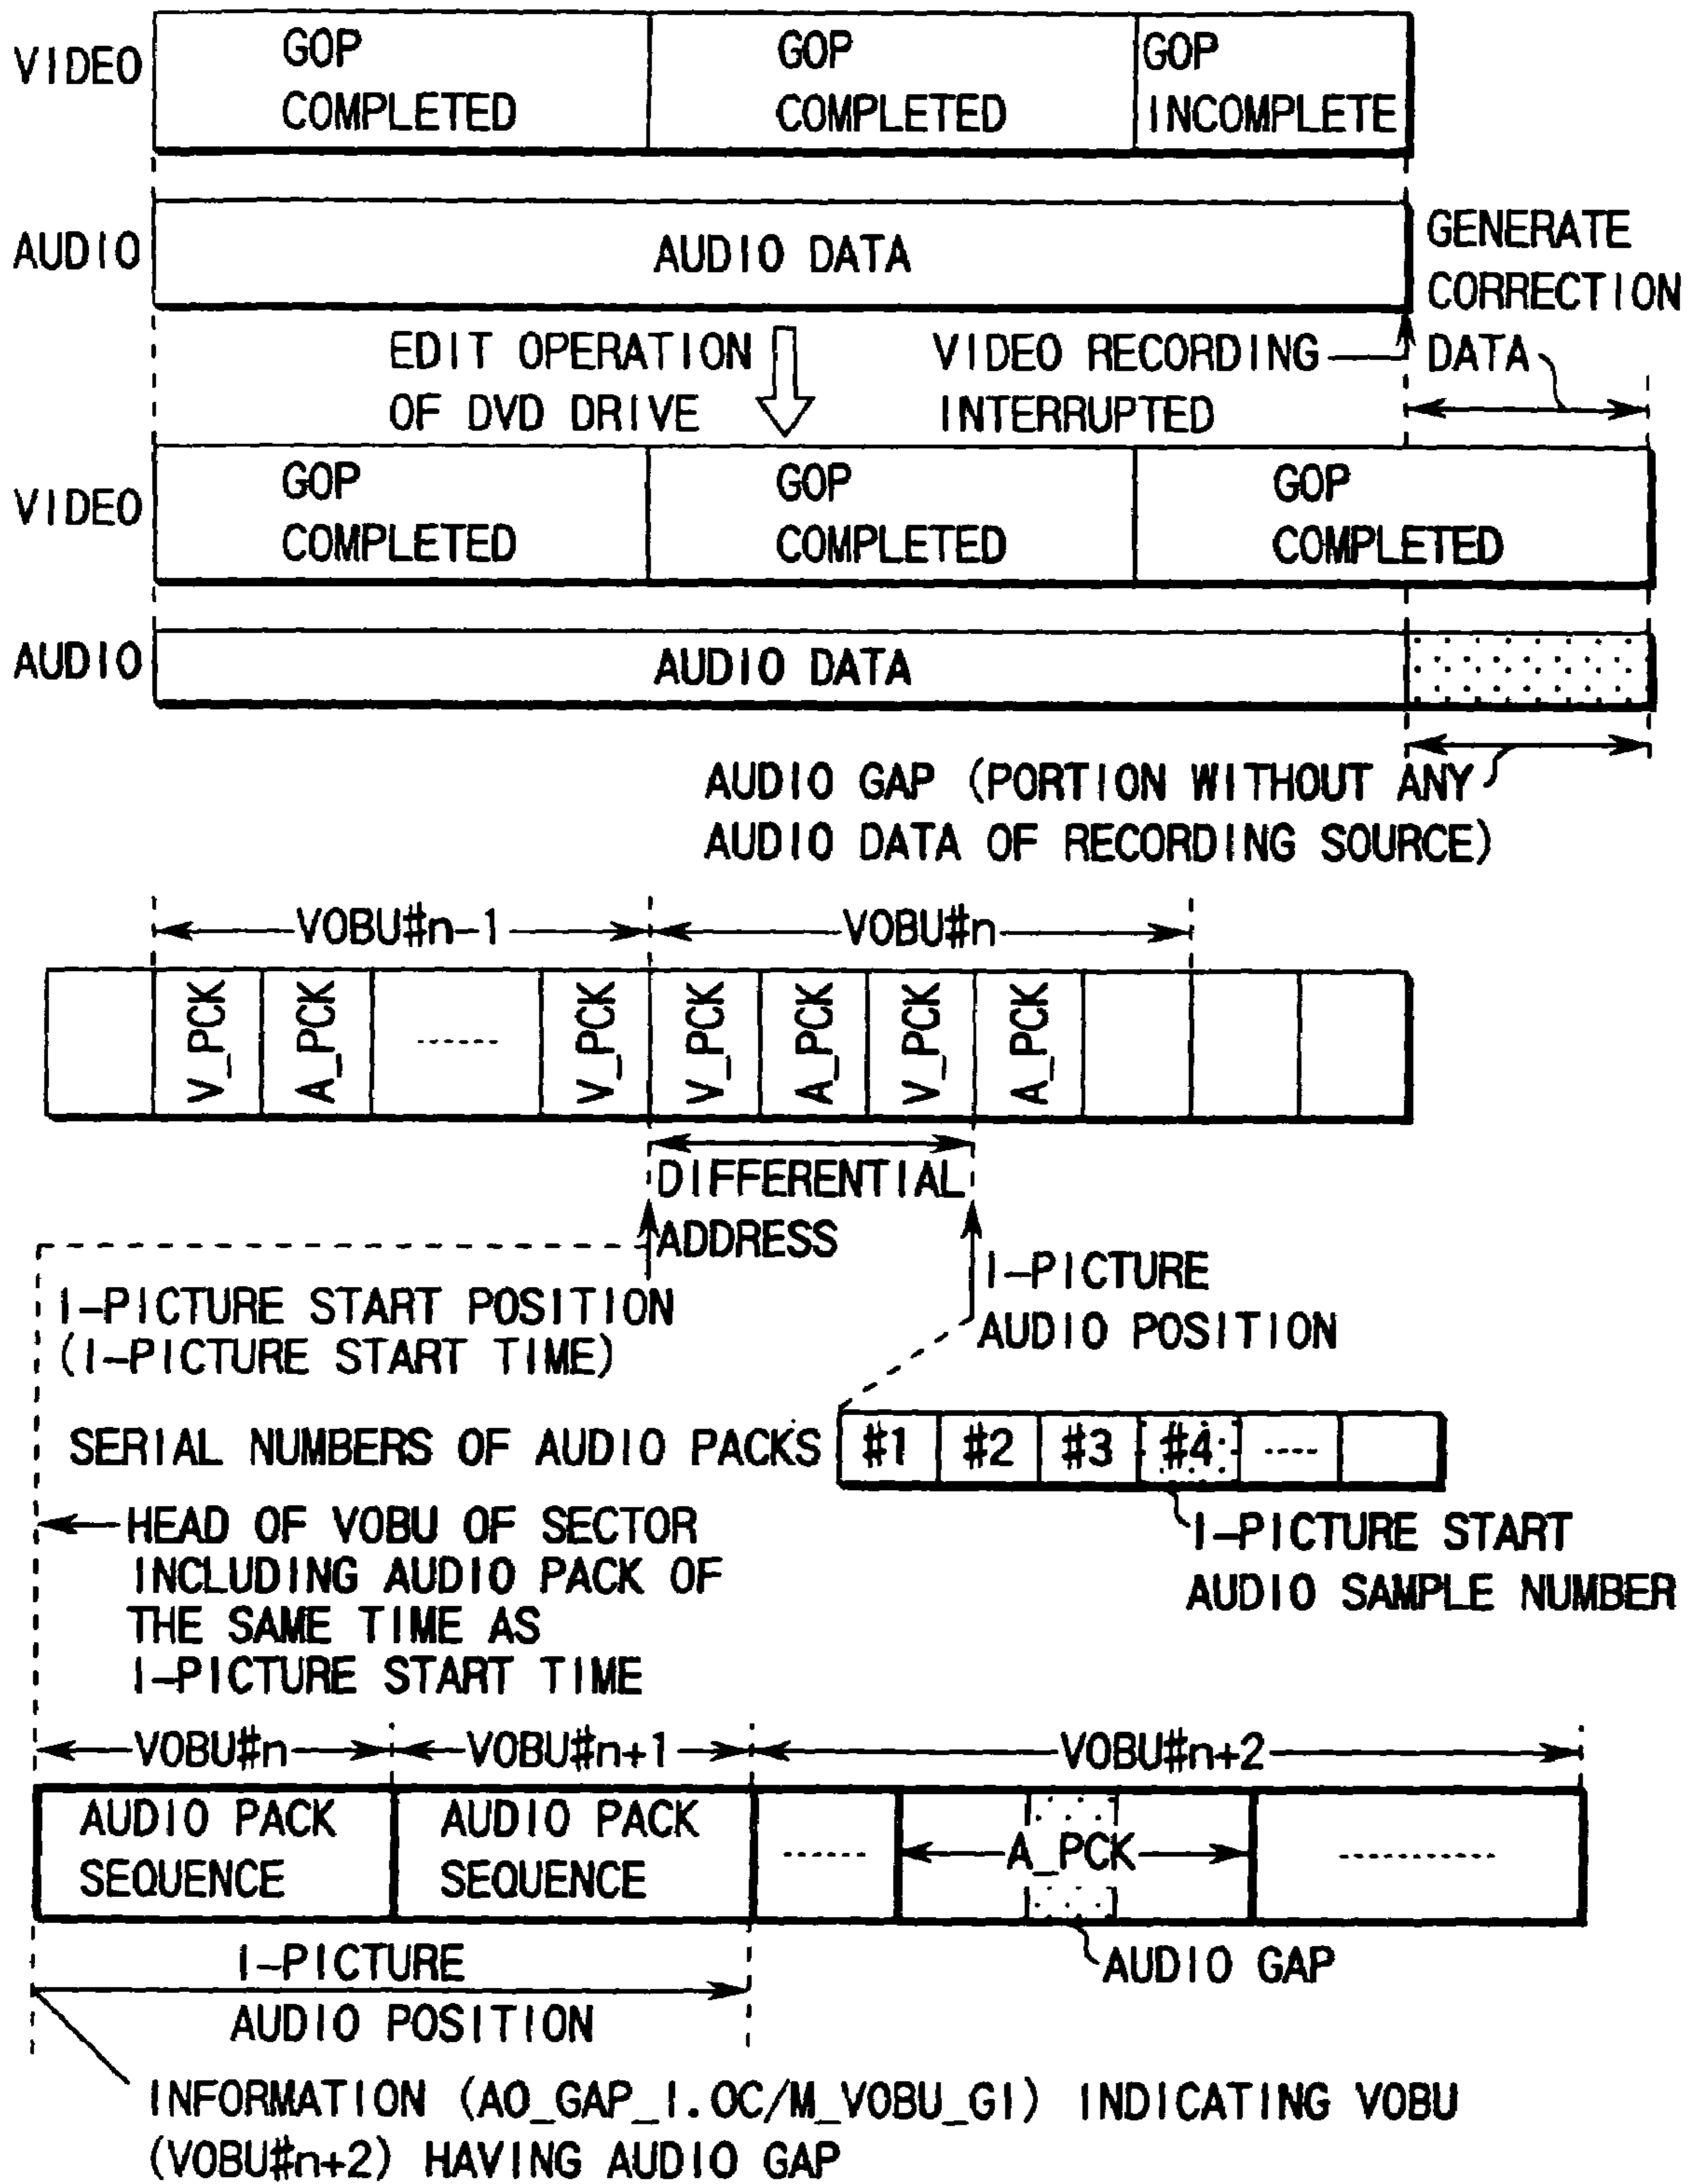 VIDEO
GOP
COMPLETED
GOP
COMPLETED
GOP
INCOMPLETE
AUDIO
AUDIO DATA
GENERATE
CORRECTION
DATA
EDIT OPERATION
OF DVD DRIVE
VIDEO RECORDING
INTERRUPTED
VIDEO
GOP
COMPLETED
GOP
COMPLETED
GOP
COMPLETED
AUDIO
AUDIO DATA
AUDIO GAP (PORTION WITHOUT ANY
AUDIO DATA OF RECORDING SOURCE)
VOBU#n-1
VOBU#n
V_PCK
A_PCK
------
V_PCK
V_PCK
A_PCK
V_PCK
A_PCK
DIFFERENTIAL
ADDRESS
I-PICTURE START POSITION
(I-PICTURE START TIME)
I-PICTURE
AUDIO POSITION
SERIAL NUMBERS OF AUDIO PACKS
#1
#2
#3
#4
----
I-PICTURE START
AUDIO SAMPLE NUMBER
HEAD OF VOBU OF SECTOR
INCLUDING AUDIO PACK OF
THE SAME TIME AS
I-PICTURE START TIME
VOBU#n
VOBU#n+1
VOBU#n+2
AUDIO PACK
SEQUENCE
AUDIO PACK
SEQUENCE
------
A_PCK
-----------
AUDIO GAP
I-PICTURE
AUDIO POSITION
INFORMATION (A0_GAP_I.OC/M_VOBU_GI) INDICATING VOBU
(VOBU#n+2) HAVING AUDIO GAP